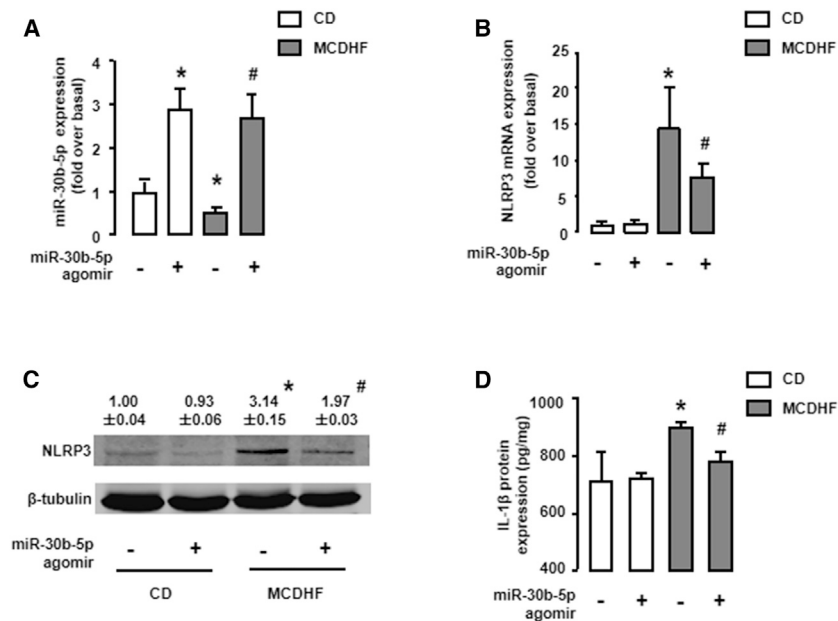 A
CD
MCDHF
miR-30b-5p expression
(fold over basal)
4
3
2
1
0
* * #
miR-30b-5p
agomir
- + - +
B
CD
MCDHF
NLRP3 mRNA expression
(fold over basal)
25
20
15
10
5
0
* #
miR-30b-5p
agomir
- + - +
C
1.00 0.93 3.14 * 1.97 #
±0.04 ±0.06 ±0.15 ±0.03
NLRP3
β-tubulin
miR-30b-5p
agomir
- + - +
CD MCDHF
D
CD
MCDHF
IL-1β protein
expression (pg/mg)
1000
800
600
400
* #
miR-30b-5p
agomir
- + - +